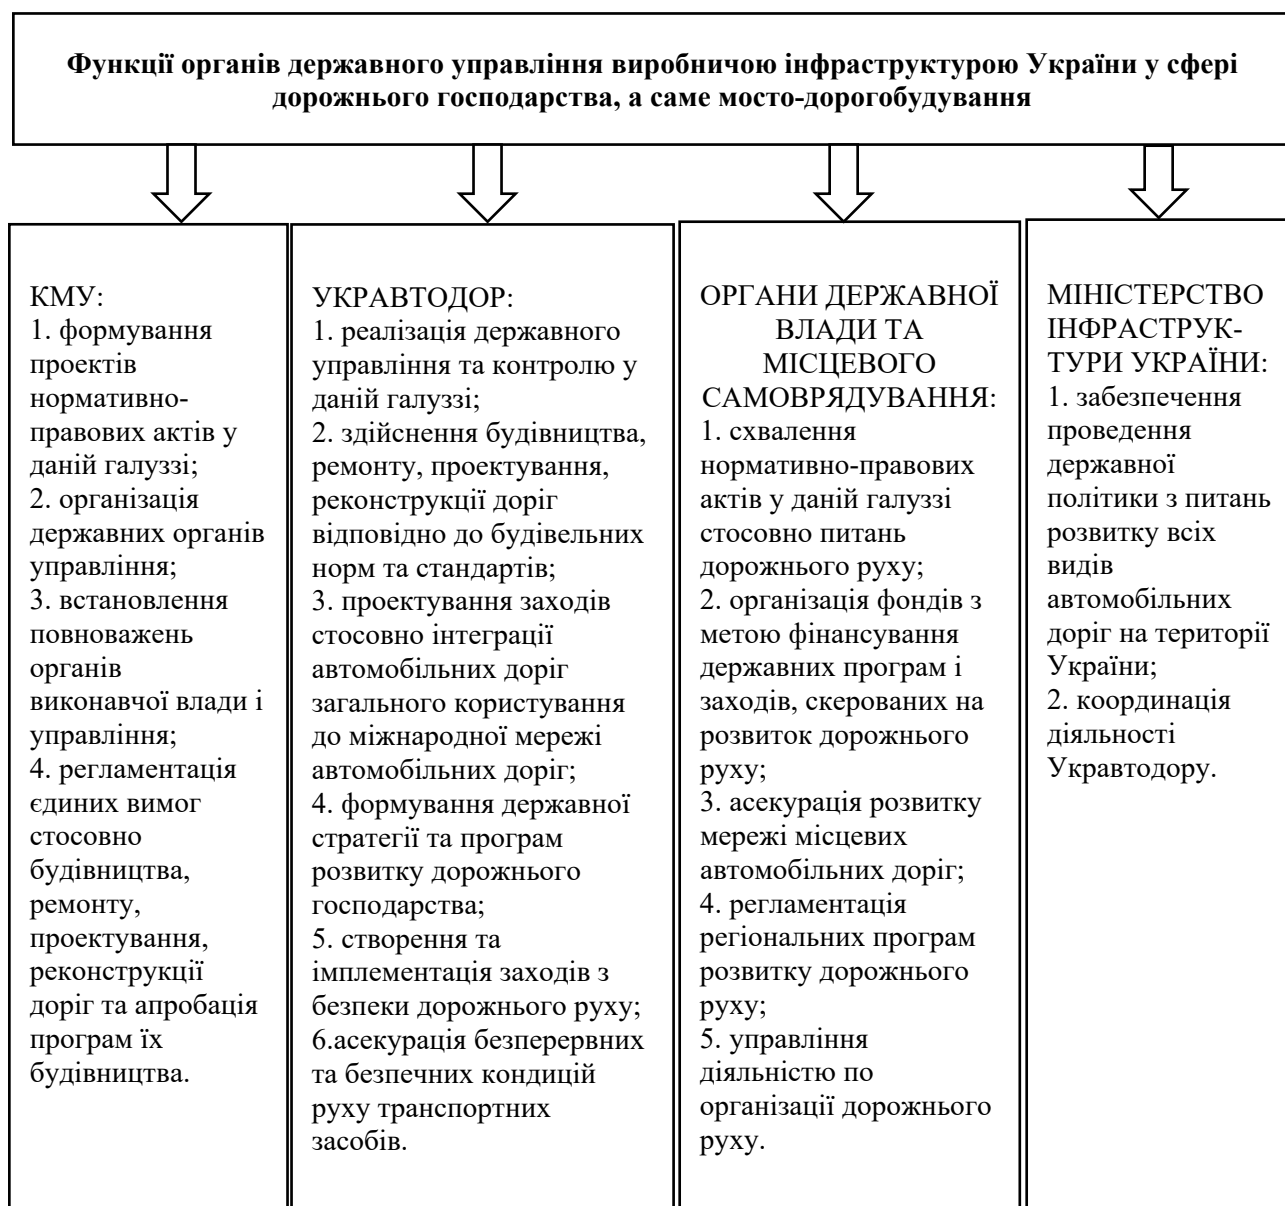 Функції органів державного управління виробничою інфраструктурою України у сфері
дорожнього господарства, а саме мосто-дорогобудування
КМУ:
1. формування
проектів
нормативно-
правових актів у
даній галуззі;
2. організація
державних органів
управління;
3. встановлення
повноважень
органів
виконавчої влади і
управління;
4. регламентація
єдиних вимог
стосовно
будівництва,
ремонту,
проектування,
реконструкції
доріг та апробація
програм їх
будівництва.
УКРАВТОДОР:
1. реалізація державного
управління та контролю у
даній галуззі;
2. здійснення будівництва,
ремонту, проектування,
реконструкції доріг
відповідно до будівельних
норм та стандартів;
3. проектування заходів
стосовно інтеграції
автомобільних доріг
загального користування
до міжнародної мережі
автомобільних доріг;
4. формування державної
стратегії та програм
розвитку дорожнього
господарства;
5. створення та
імплементація заходів з
безпеки дорожнього руху;
6.асекурація безперервних
та безпечних кондицій
руху транспортних
засобів.
ОРГАНИ ДЕРЖАВНОЇ
ВЛАДИ ТА
МІСЦЕВОГО
САМОВРЯДУВАННЯ:
1. схвалення
нормативно-правових
актів у даній галуззі
стосовно питань
дорожнього руху;
2. організація фондів з
метою фінансування
державних програм і
заходів, скерованих на
розвиток дорожнього
руху;
3. асекурація розвитку
мережі місцевих
автомобільних доріг;
4. регламентація
регіональних програм
розвитку дорожнього
руху;
5. управління
діяльністю по
організації дорожнього
руху.
МІНІСТЕРСТВО
ІНФРАСТРУК-
ТУРИ УКРАЇНИ:
1. забезпечення
проведення
державної
політики з питань
розвитку всіх
видів
автомобільних
доріг на території
України;
2. координація
діяльності
Укравтодору.